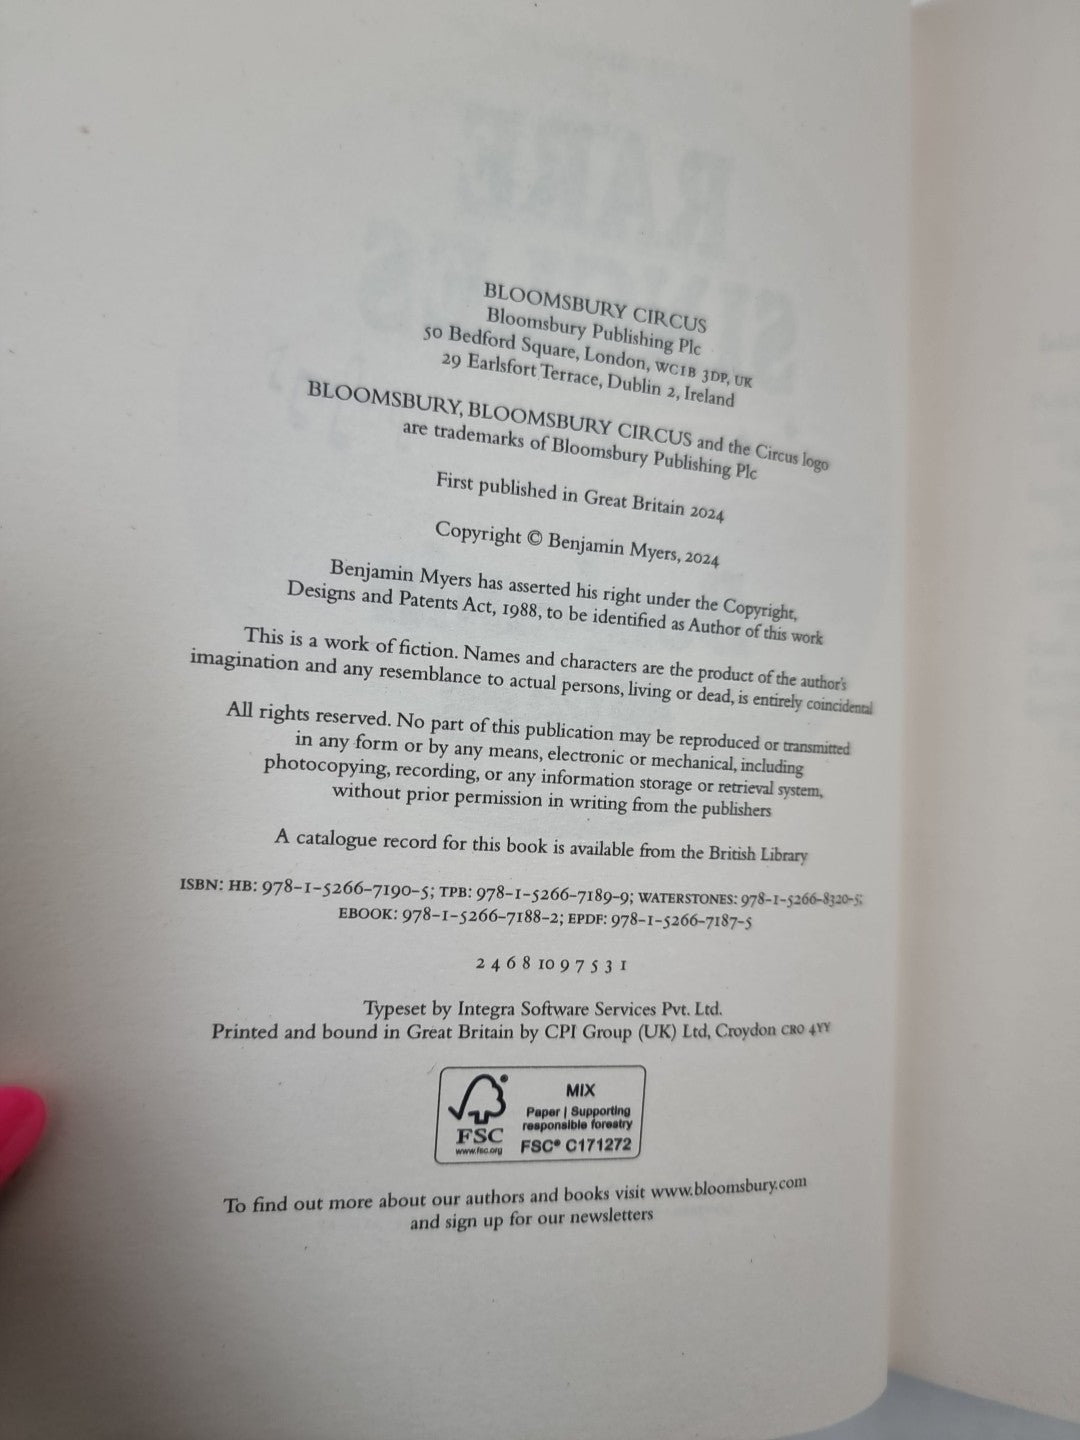 BLOOMSBURY CIRCUS
Bloomsbury Publishing Plc
50 Bedford Square, London, WC1B 3DP, UK
29 Earlsfort Terrace, Dublin 2, Ireland
BLOOMSBURY, BLOOMSBURY CIRCUS and the Circus logo
are trademarks of Bloomsbury Publishing Plc
First published in Great Britain 2024
Copyright © Benjamin Myers, 2024
Benjamin Myers has asserted his right under the Copyright,
Designs and Patents Act, 1988, to be identified as Author of this work
This is a work of fiction. Names and characters are the product of the author's
imagination and any resemblance to actual persons, living or dead, is entirely coincidental
All rights reserved. No part of this publication may be reproduced or transmitted
in any form or by any means, electronic or mechanical, including
photocopying, recording, or any information storage or retrieval system,
without prior permission in writing from the publishers
A catalogue record for this book is available from the British Library
ISBN: HB: 978-1-5266-7190-5; TPB: 978-1-5266-7189-9; WATERSTONES: 978-1-5266-8320-5;
EBOOK: 978-1-5266-7188-2; EPDF: 978-1-5266-7187-5
2 4 6 8 10 9 7 5 3 1
Typeset by Integra Software Services Pvt. Ltd.
Printed and bound in Great Britain by CPI Group (UK) Ltd, Croydon CR0 4YY
FSC
www.fsc.org
MIX
Paper | Supporting
responsible forestry
FSC® C171272
To find out more about our authors and books visit www.bloomsbury.com
and sign up for our newsletters